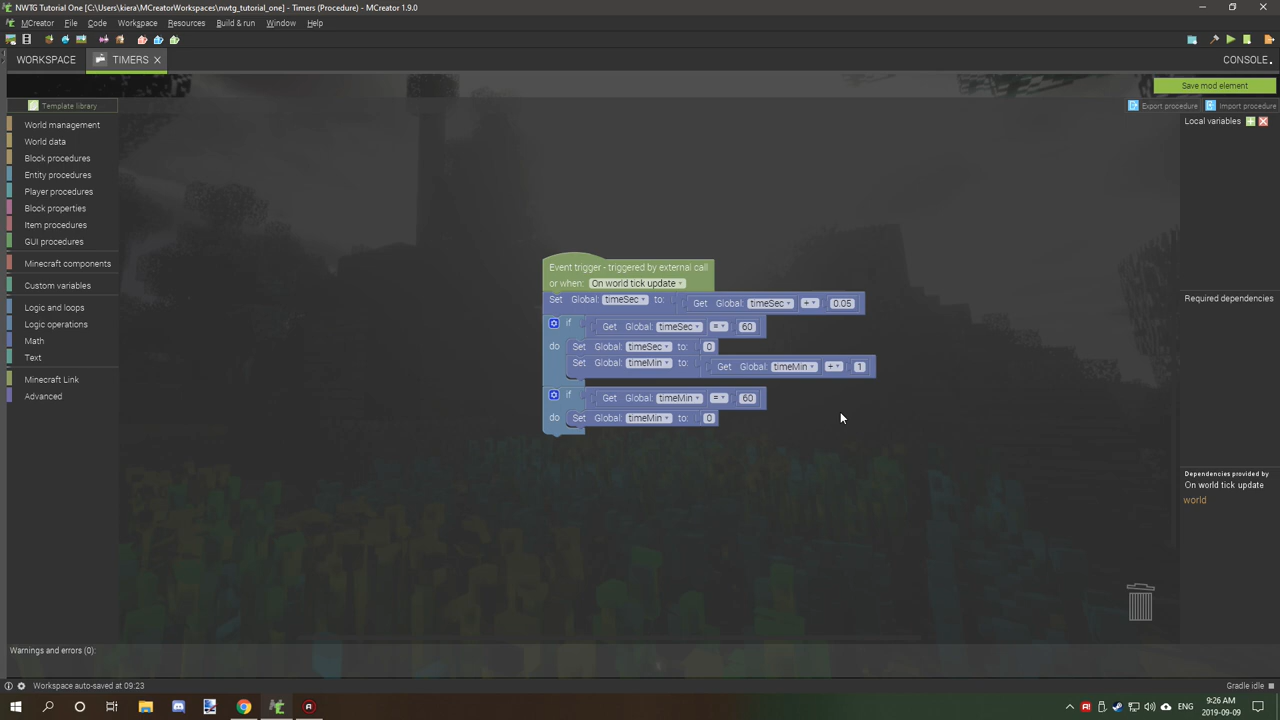 NWTG Tutorial One [C:\Users\kiera\MCreatorWorkspaces\nwtg_tutorial_one] - Timers (Procedure) - MCreator 1.9.0
MCreator File Code Workspace Resources Build & run Window Help
WORKSPACE TIMERS CONSOLE
Save mod element
Template library Export procedure Import procedure
World management
World data
Block procedures
Entity procedures
Player procedures
Block properties
Item procedures
GUI procedures
Minecraft components
Custom variables
Logic and loops
Logic operations
Math
Text
Minecraft Link
Advanced
Event trigger - triggered by external call
or when: On world tick update
Set Global: timeSec to: Get Global: timeSec + 0.05
if Get Global: timeSec = 60
do Set Global: timeSec to: 0
Set Global: timeMin to: Get Global: timeMin + 1
if Get Global: timeMin = 60
do Set Global: timeMin to: 0
Local variables
Required dependencies
Dependencies provided by
On world tick update
world
Warnings and errors (0):
Workspace auto-saved at 09:23 Gradle idle
ENG 9:26 AM
2019-09-09